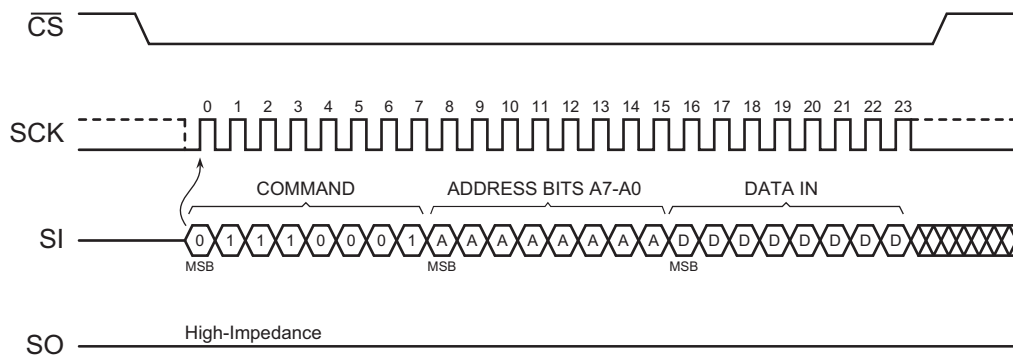 CS
0 1 2 3 4 5 6 7 8 9 10 11 12 13 14 15 16 17 18 19 20 21 22 23
SCK
COMMAND ADDRESS BITS A7-A0 DATA IN
SI 0 1 1 1 0 0 0 1 A A A A A A A A D D D D D D D D
MSB MSB MSB
High-Impedance
SO